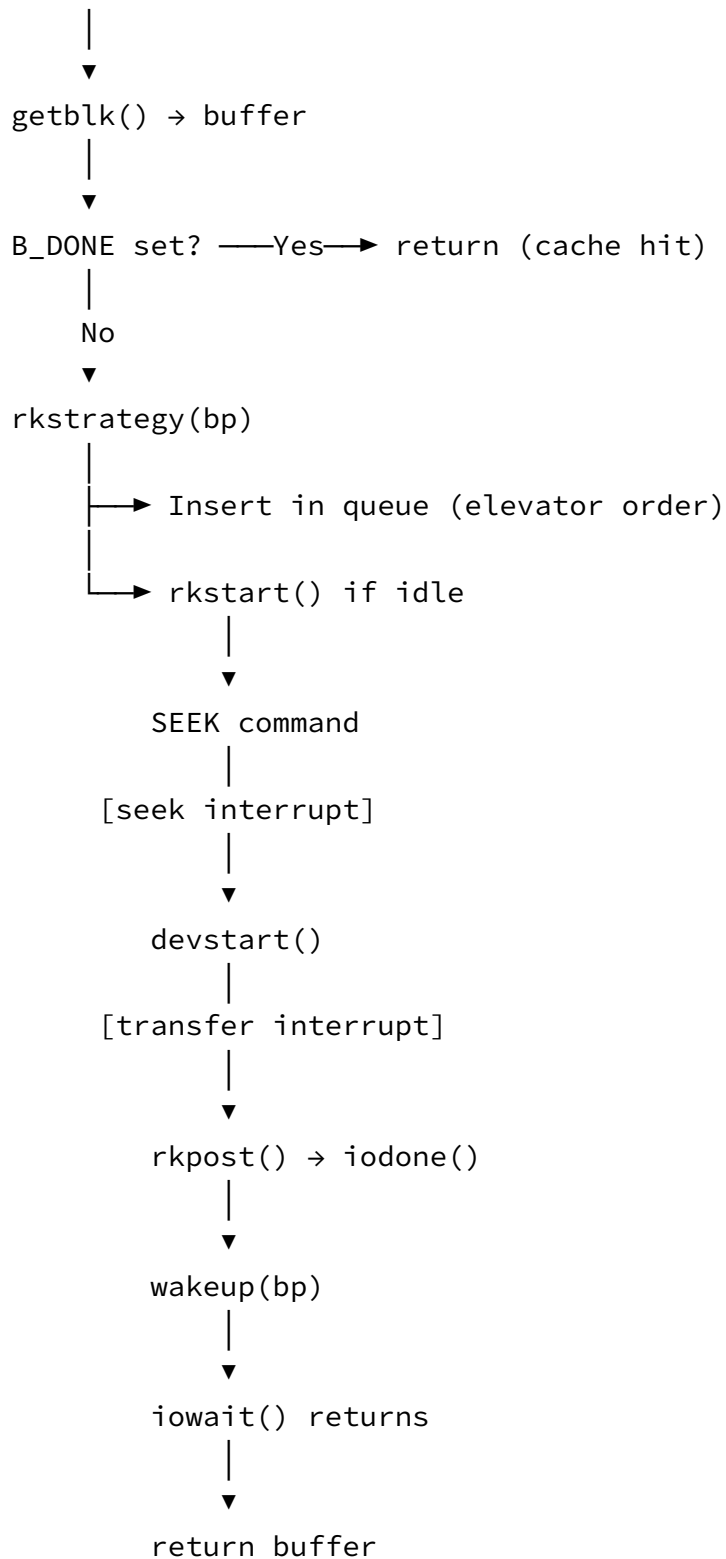 getblk() → buffer
B_DONE set? ──Yes─► return (cache hit)
No
rkstrategy(bp)
Insert in queue (elevator order)
rkstart() if idle
SEEK command
[seek interrupt]
devstart()
[transfer interrupt]
rkpost() → iodone()
wakeup(bp)
iowait() returns
return buffer